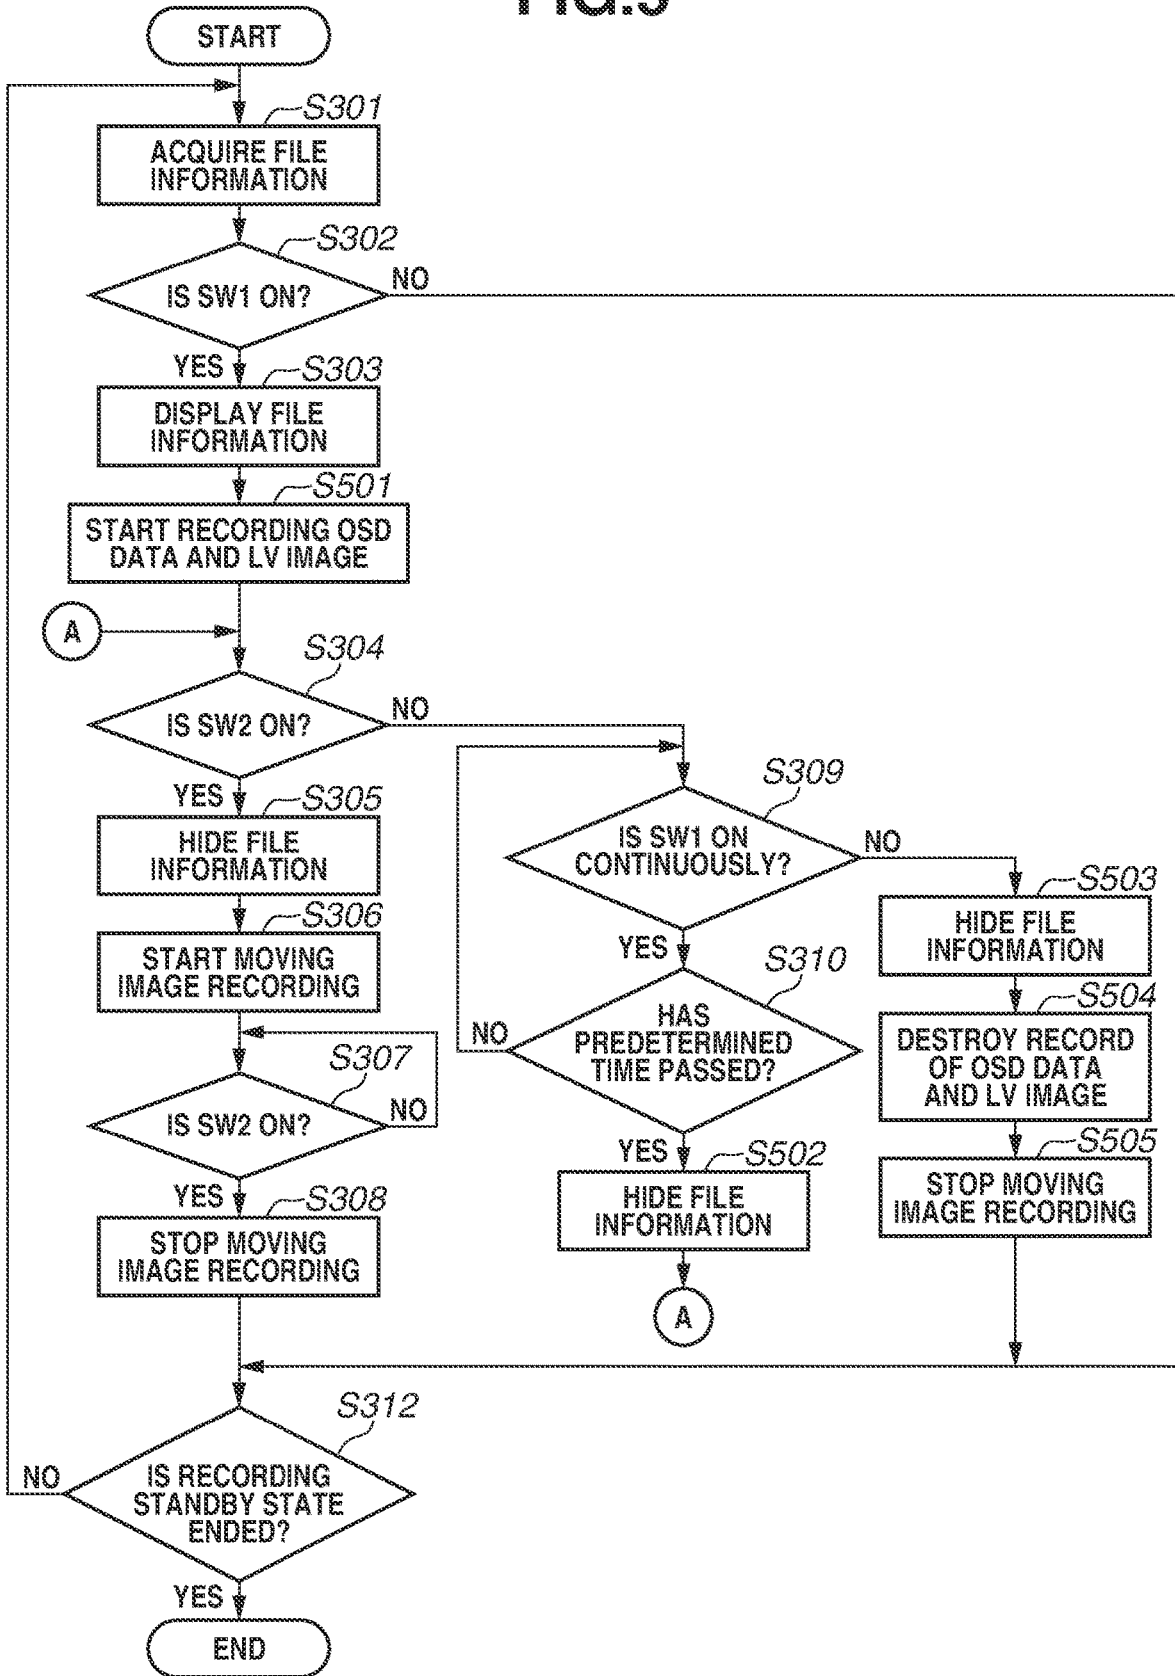 FIG.5
START
S301
ACQUIRE FILE
INFORMATION
S302
IS SW1 ON?
NO
YES
S303
DISPLAY FILE
INFORMATION
S501
START RECORDING OSD
DATA AND LV IMAGE
A
S304
IS SW2 ON?
NO
YES
S305
HIDE FILE
INFORMATION
S306
START MOVING
IMAGE RECORDING
S307
IS SW2 ON?
NO
YES
S308
STOP MOVING
IMAGE RECORDING
S309
IS SW1 ON
CONTINUOUSLY?
NO
YES
S310
HAS
PREDETERMINED
TIME PASSED?
NO
YES
S502
HIDE FILE
INFORMATION
A
S503
HIDE FILE
INFORMATION
S504
DESTROY RECORD
OF OSD DATA
AND LV IMAGE
S505
STOP MOVING
IMAGE RECORDING
S312
IS RECORDING
STANDBY STATE
ENDED?
NO
YES
END